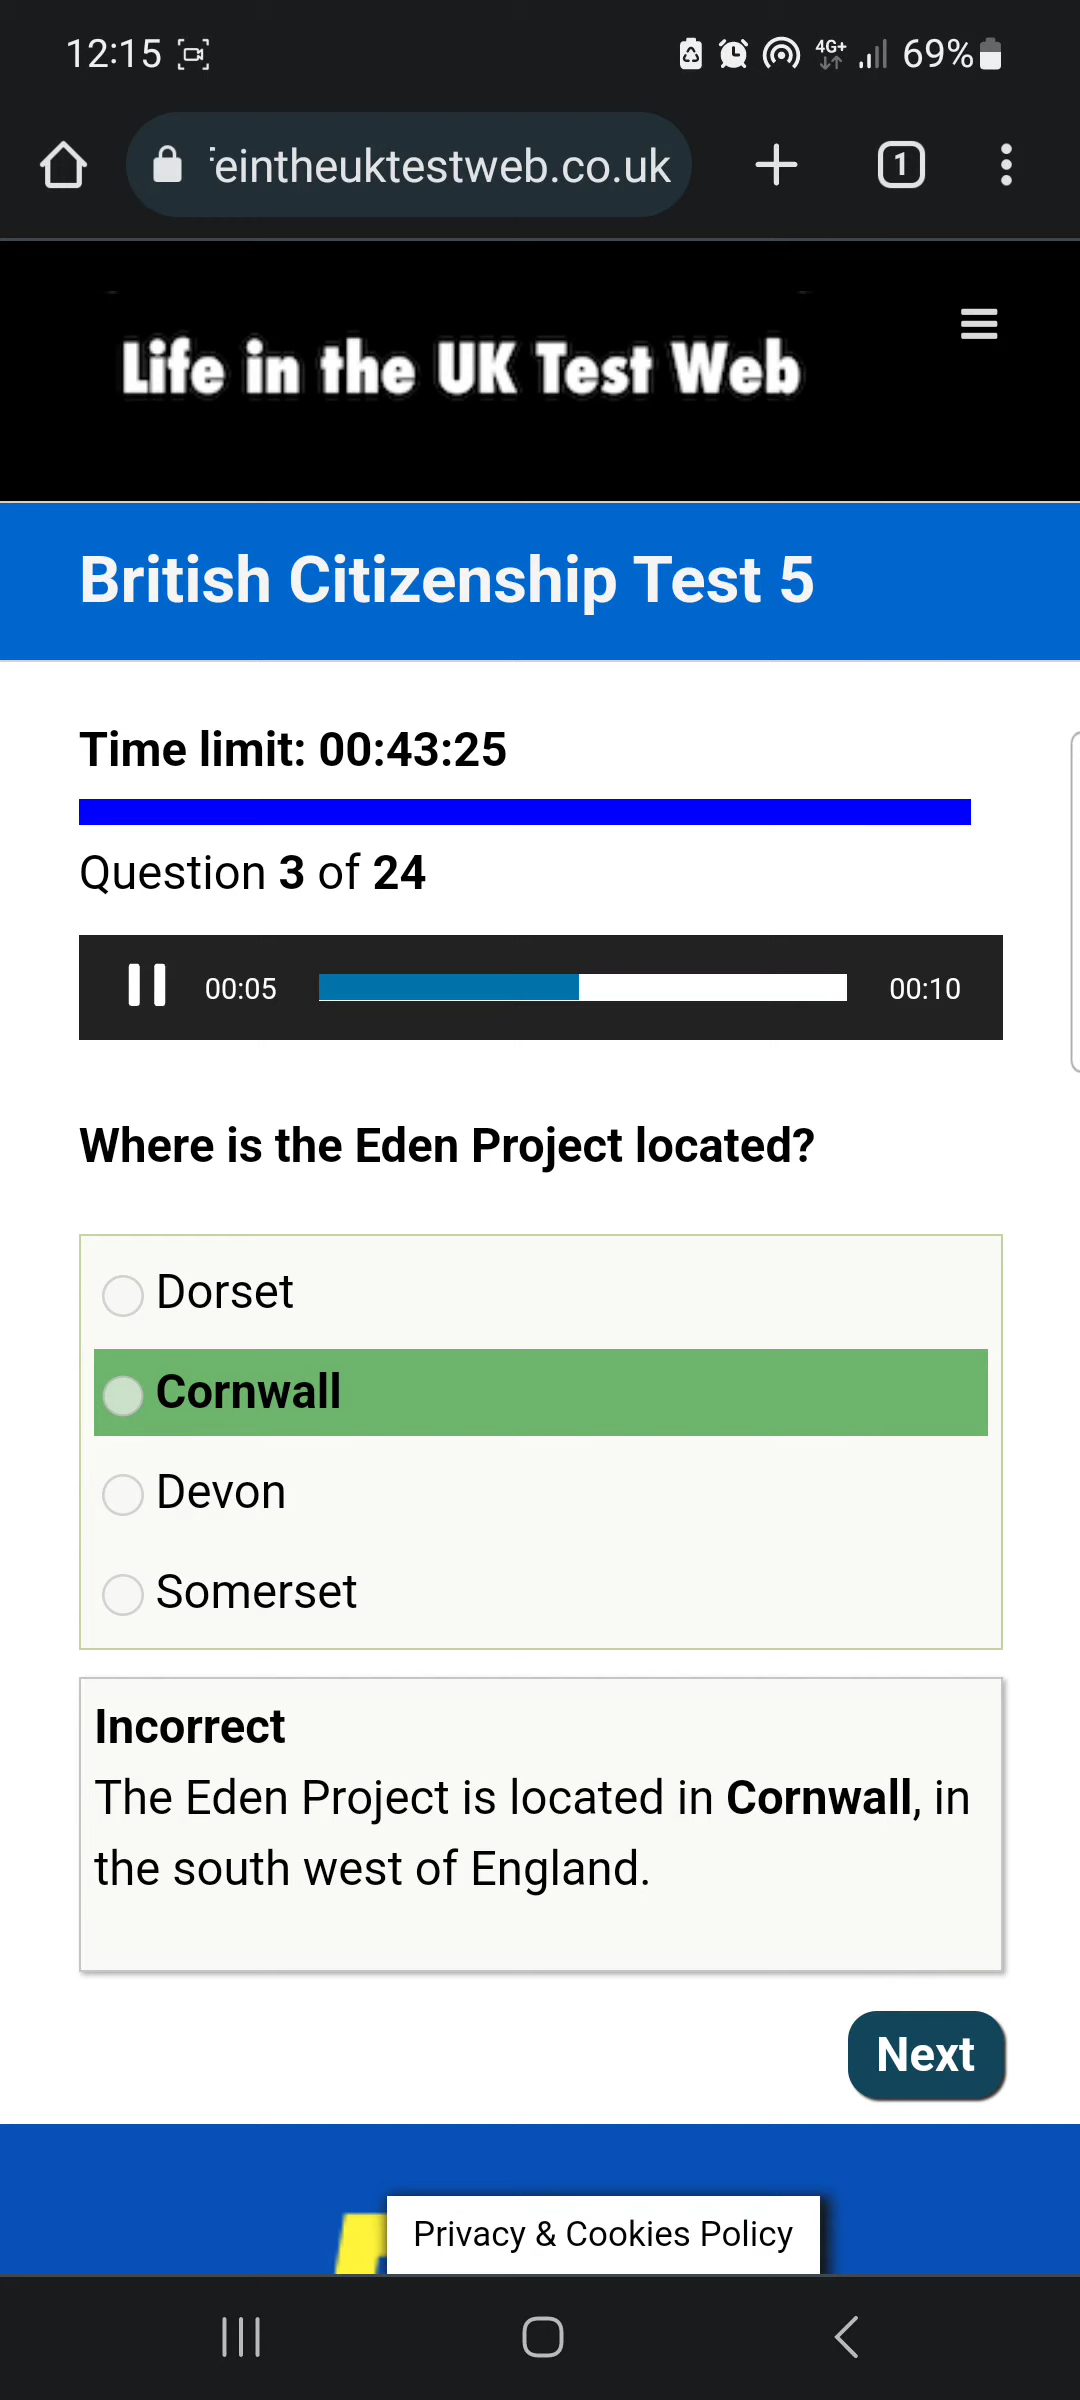 12:15 4G+ 69%
feintheuktestweb.co.uk 1
Life in the UK Test Web
British Citizenship Test 5
Time limit: 00:43:25
Question 3 of 24
00:05 00:10
Where is the Eden Project located?
Dorset
Cornwall
Devon
Somerset
Incorrect
The Eden Project is located in Cornwall, in
the south west of England.
Next
Privacy & Cookies Policy